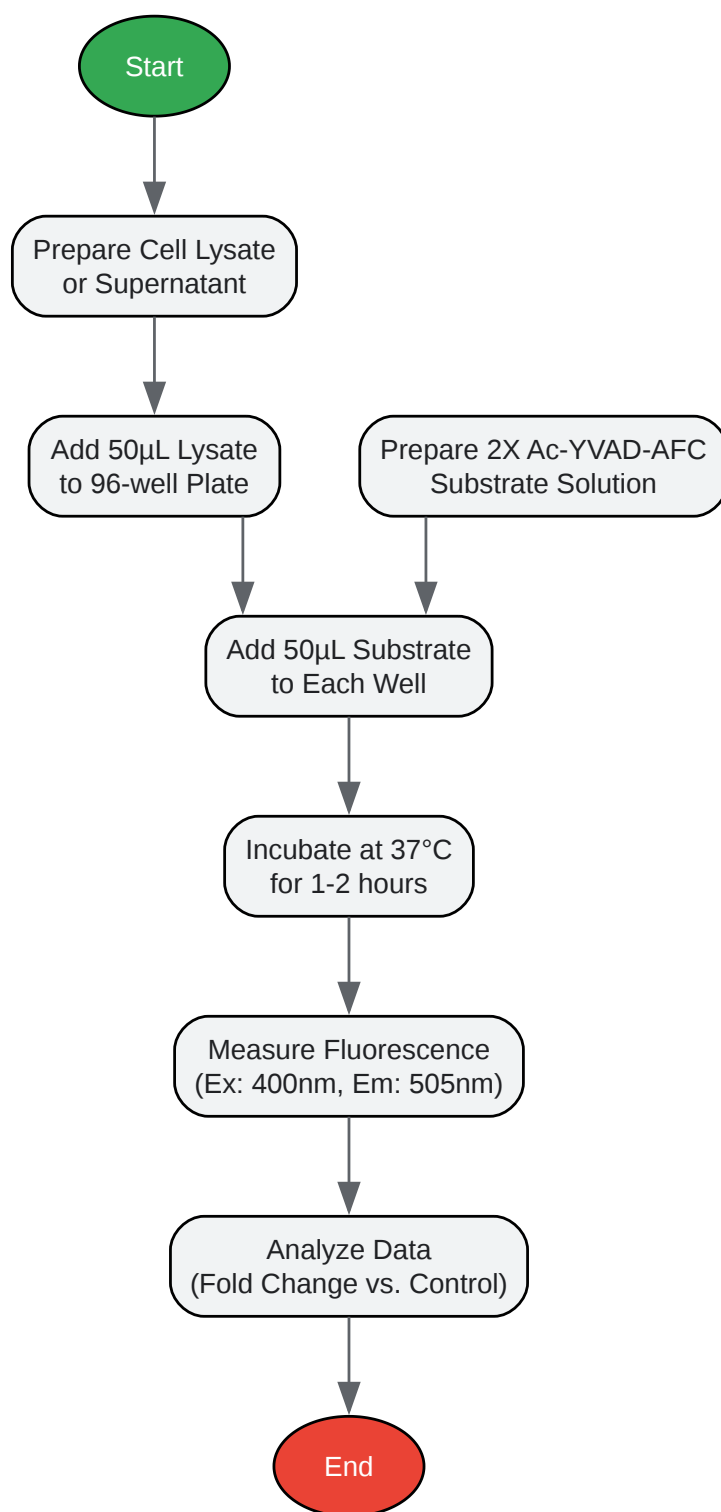 Start
Prepare Cell Lysate
or Supernatant
Add 50µL Lysate
to 96-well Plate
Prepare 2X Ac-YVAD-AFC
Substrate Solution
Add 50µL Substrate
to Each Well
Incubate at 37°C
for 1-2 hours
Measure Fluorescence
(Ex: 400nm, Em: 505nm)
Analyze Data
(Fold Change vs. Control)
End